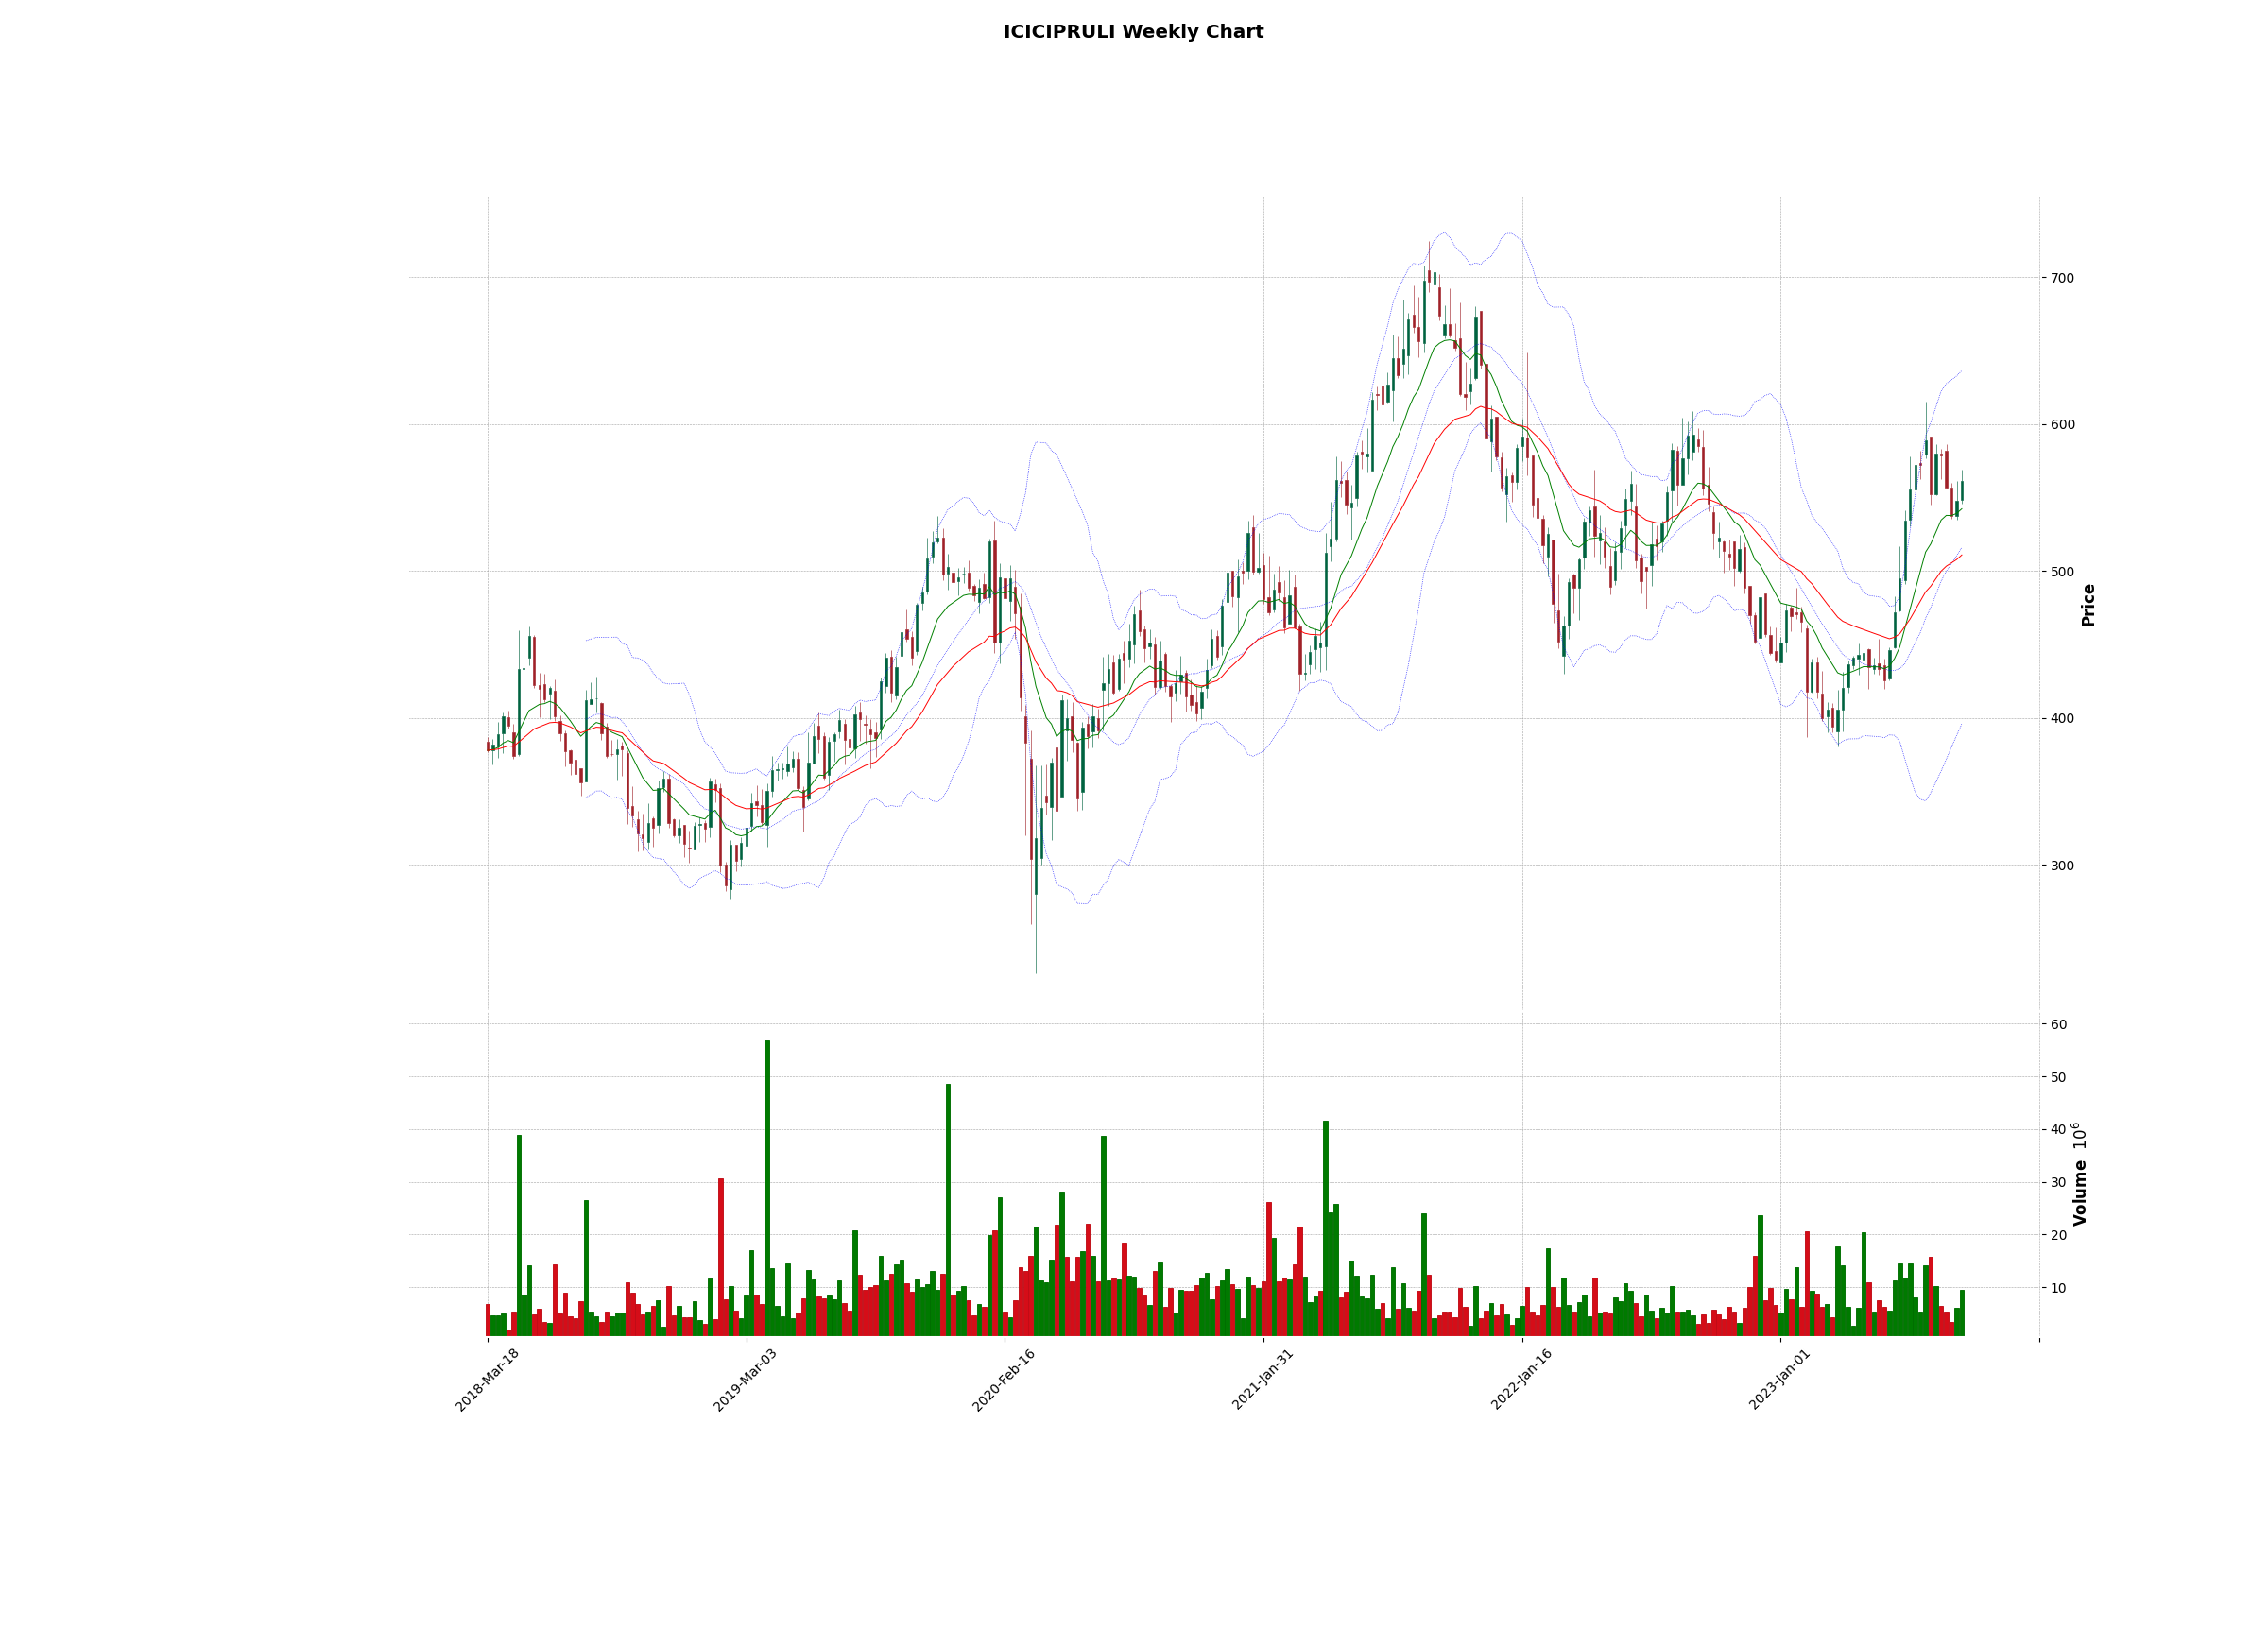 ICICIPRULI Weekly Chart
700
600
500
400
300
Price
60
50
40
30
20
10
Volume 10^6
2018-Mar-18
2019-Mar-03
2020-Feb-16
2021-Jan-31
2022-Jan-16
2023-Jan-01